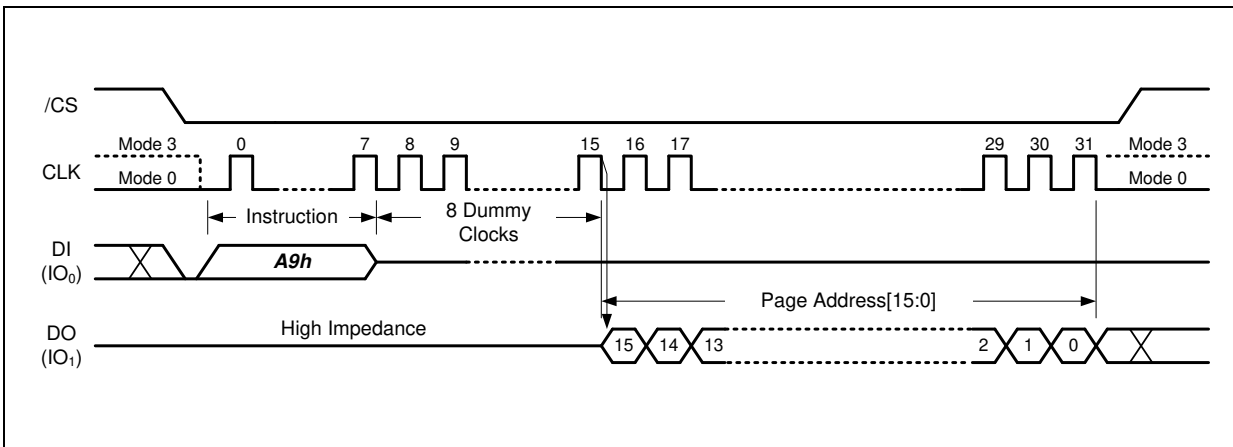 /CS
Mode 3 0 7 8 9 15 16 17 29 30 31 Mode 3
CLK
Mode 0 Mode 0
Instruction 8 Dummy
Clocks
DI
(IO₀)
A9h
Page Address[15:0]
High Impedance
DO
(IO₁)
15 14 13 2 1 0